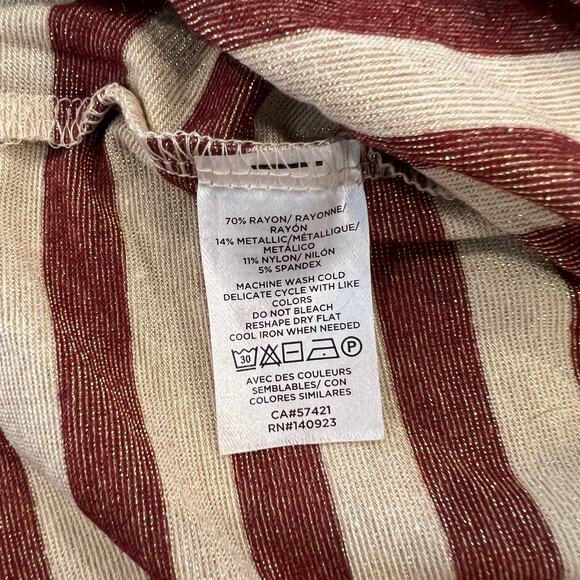 70% RAYON/ RAYONNE/
RAYÓN
14% METALLIC/MÉTALLIQUE/
METÁLICO
11% NYLON/ NILÓN
5% SPANDEX
MACHINE WASH COLD
DELICATE CYCLE WITH LIKE
COLORS
DO NOT BLEACH
RESHAPE DRY FLAT
COOL IRON WHEN NEEDED
30 P
AVEC DES COULEURS
SEMBLABLES/ CON
COLORES SIMILARES
CA#57421
RN#140923